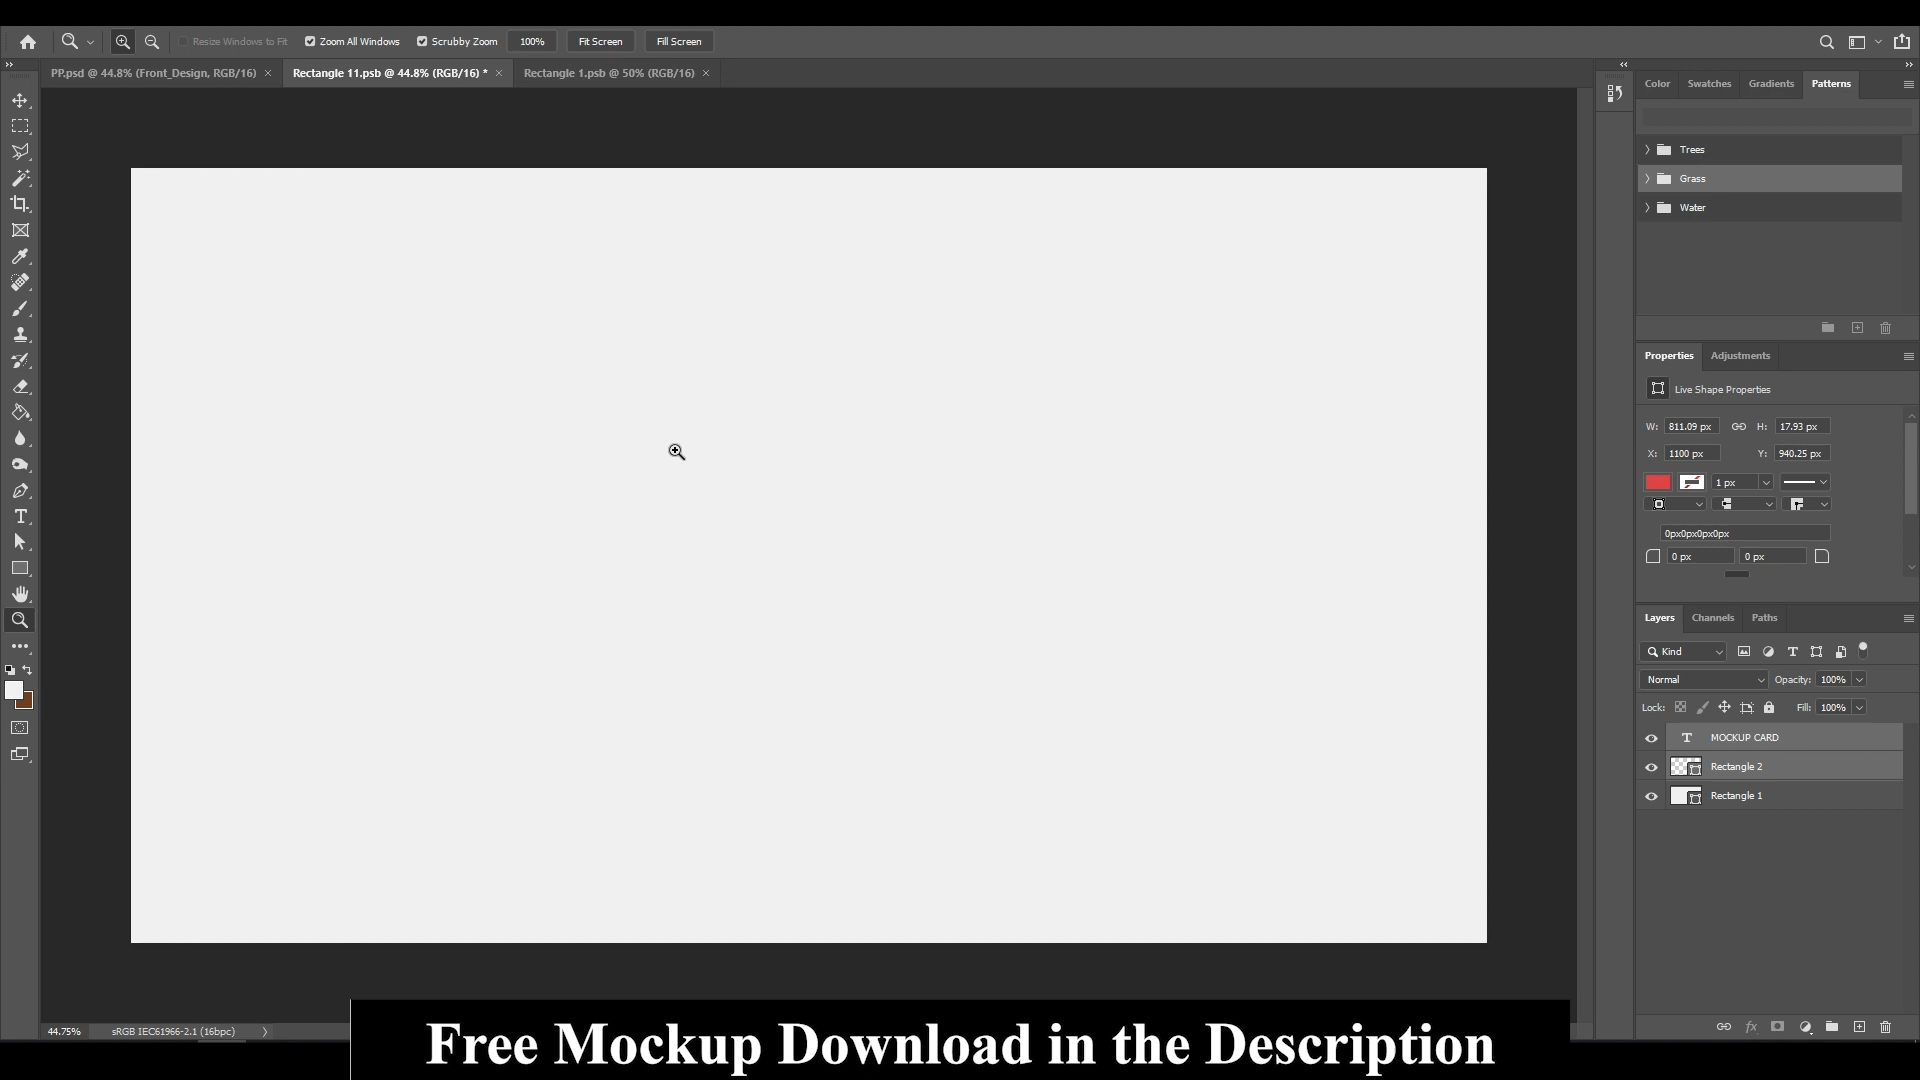 Resize Windows to Fit Zoom All Windows Scrubby Zoom 100% Fit Screen Fill Screen
PP.psd @ 44.8% (Front_Design, RGB/16) × Rectangle 11.psb @ 44.8% (RGB/16) * × Rectangle 1.psb @ 50% (RGB/16) ×
Color Swatches Gradients Patterns
Trees
Grass
Water
Properties Adjustments
Live Shape Properties
W: 811.09 px H: 17.93 px
X: 1100 px Y: 940.25 px
1 px
0px0px0px0px
0 px 0 px
Layers Channels Paths
Kind
Normal Opacity: 100%
Lock: Fill: 100%
MOCKUP CARD
Rectangle 2
Rectangle 1
44.75% sRGB IEC61966-2.1 (16bpc)
Free Mockup Download in the Description